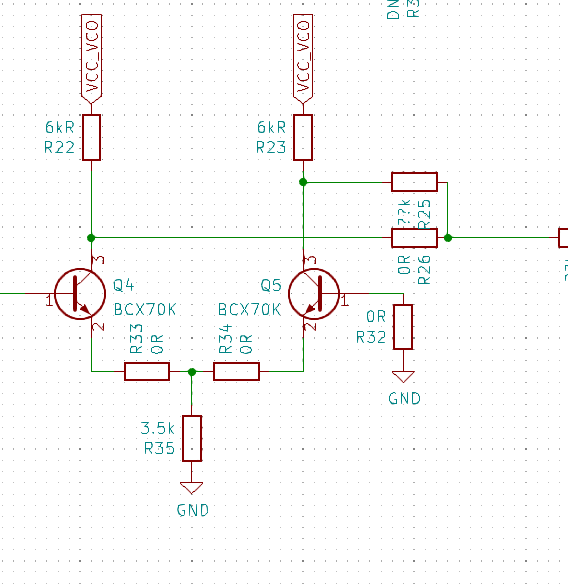 DN
R3
VCC_VCO
VCC_VCO
6kR
R22
6kR
R23
??k
R25
0R
R26
3
Q4
BCX70K
1
2
3
Q5
BCX70K
1
2
R33
0R
R34
0R
0R
R32
GND
3.5k
R35
GND